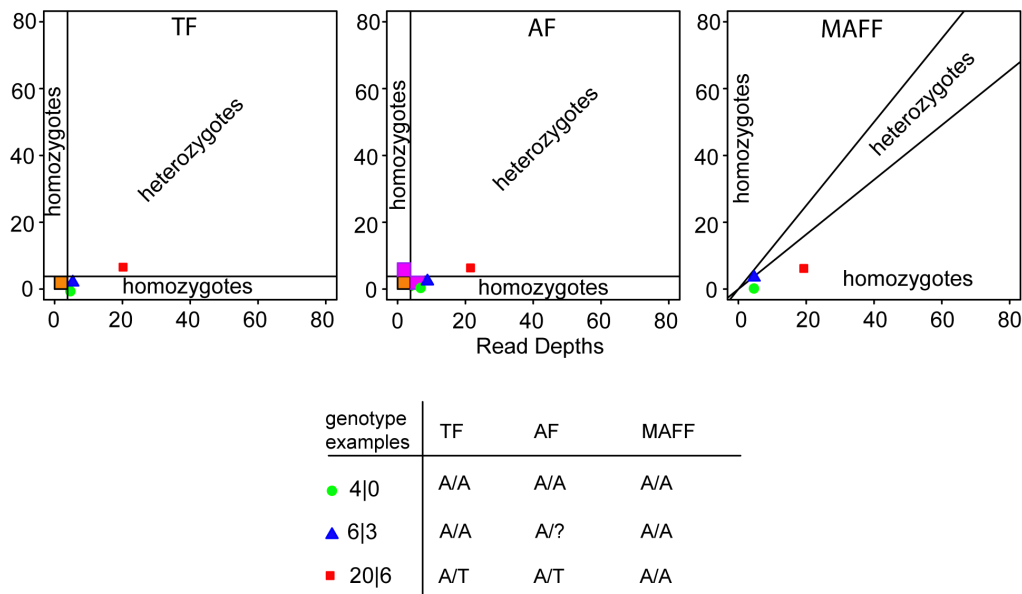 TF
80
60
40
20
0
homozygotes
heterozygotes
homozygotes
0 20 40 60 80
AF
80
60
40
20
0
homozygotes
heterozygotes
homozygotes
0 20 40 60 80
MAFF
80
60
40
20
0
homozygotes
heterozygotes
homozygotes
0 20 40 60 80
Read Depths
genotype
examples
TF AF MAFF
4|0 A/A A/A A/A
6|3 A/A A/? A/A
20|6 A/T A/T A/A